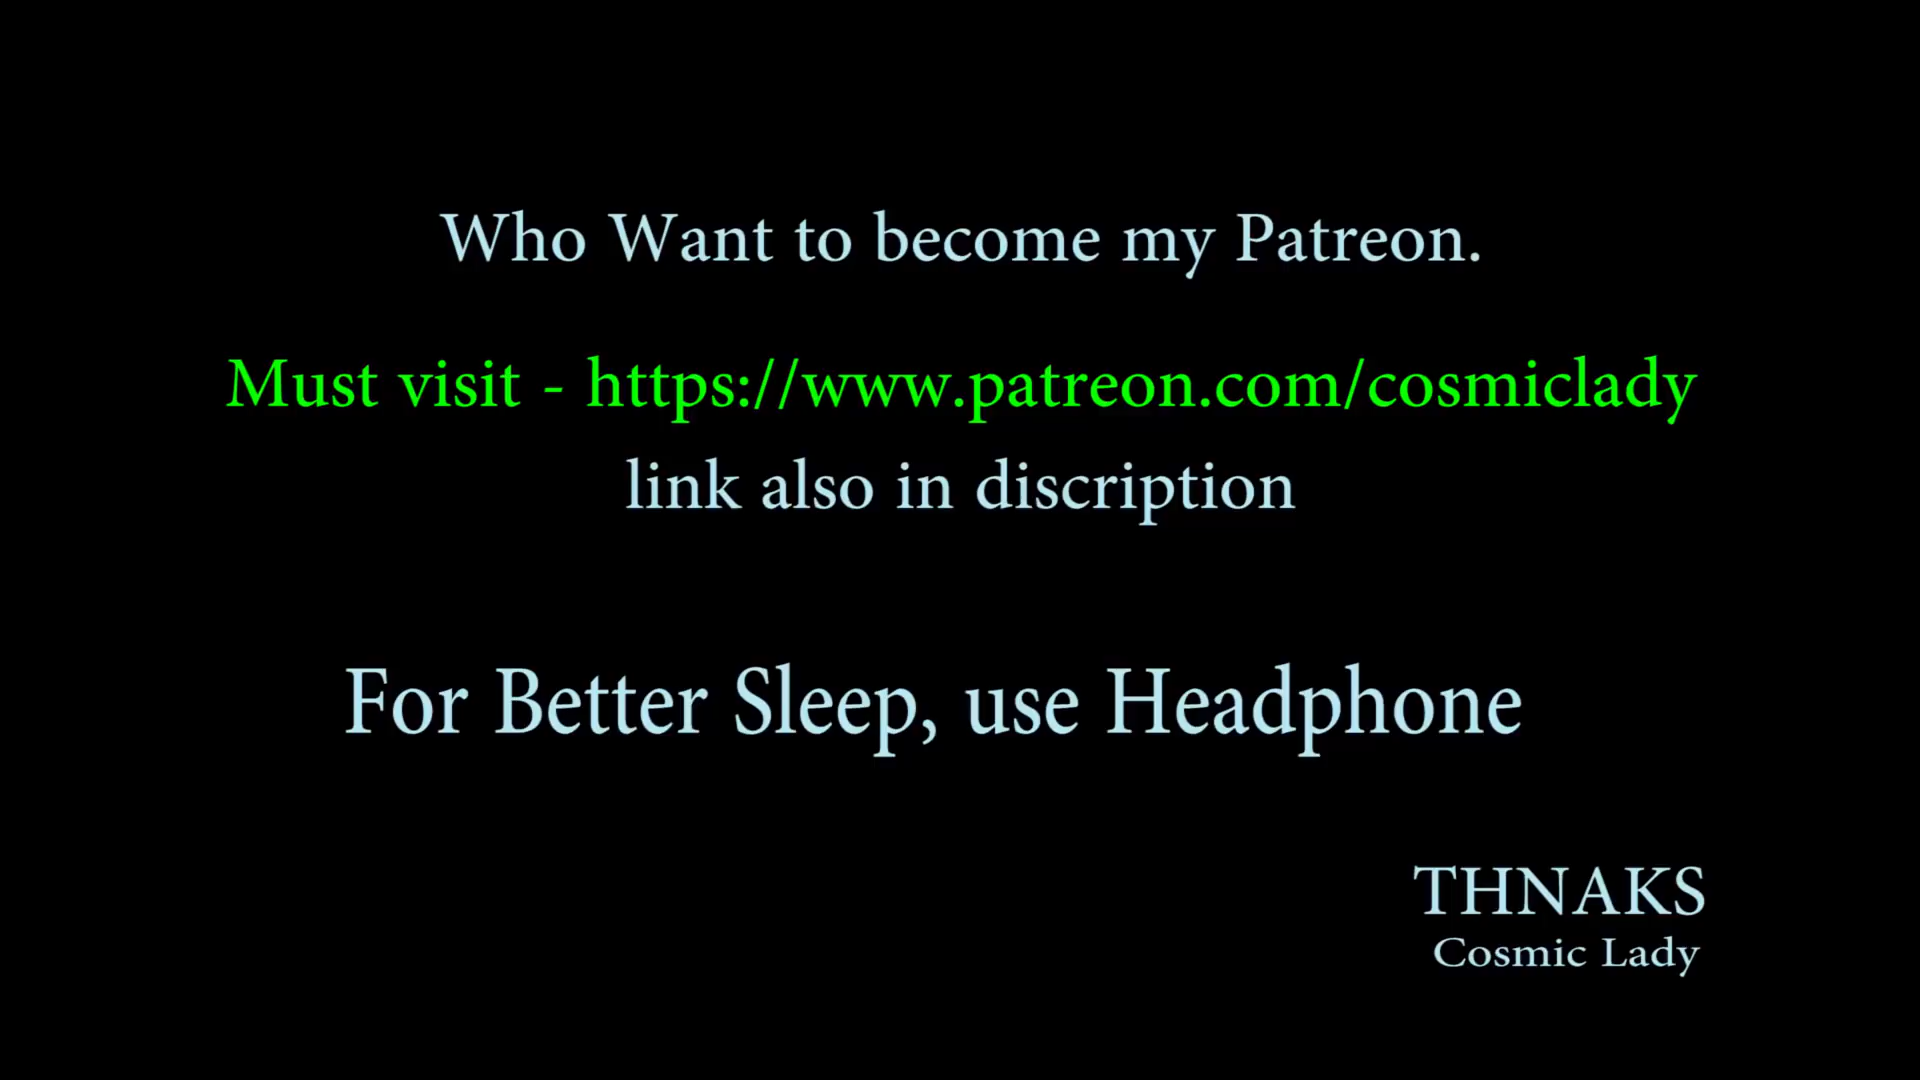 Who Want to become my Patreon.
Must visit - https://www.patreon.com/cosmiclady
link also in discription
For Better Sleep, use Headphone
THNAKS
Cosmic Lady